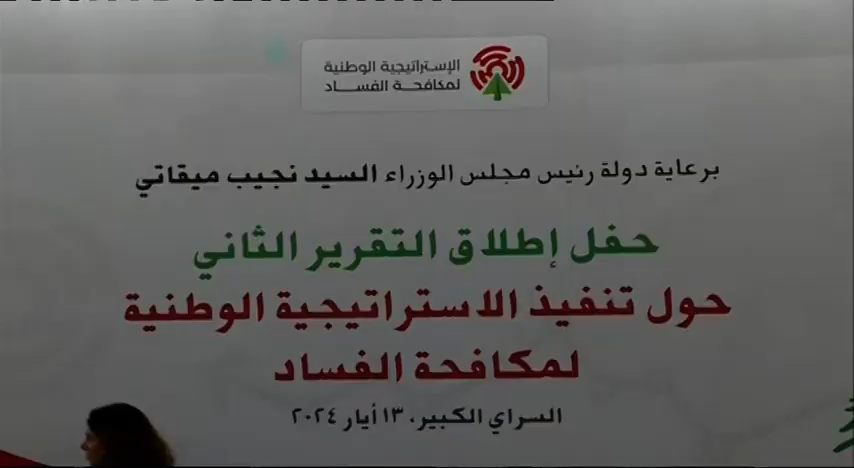 الإستراتيجية الوطنية
لمكافحة الفساد
برعاية دولة رئيس مجلس الوزراء السيد نجيب ميقاتي
حفل إطلاق التقرير الثاني
حول تنفيذ الاستراتيجية الوطنية
لمكافحة الفساد
السراي الكبير، ١٣ أيار ٢٠٢٤